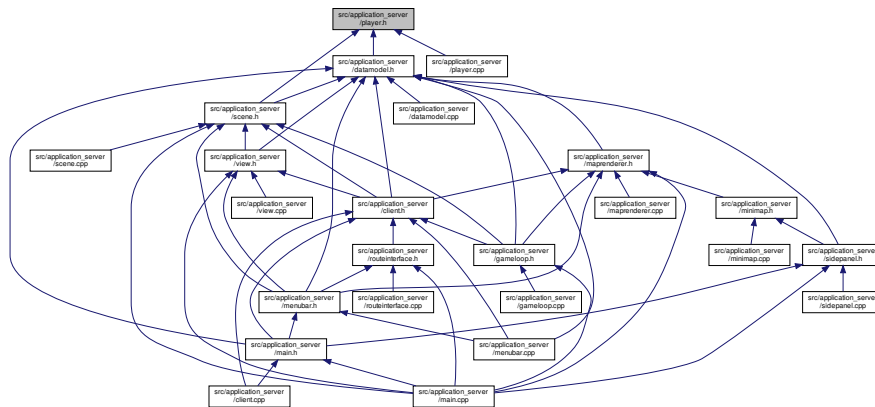 src/application_server
/player.h
src/application_server
/datamodel.h
src/application_server
/player.cpp
src/application_server
/scene.h
src/application_server
/datamodel.cpp
src/application_server
/scene.cpp
src/application_server
/view.h
src/application_server
/maprenderer.h
src/application_server
/view.cpp
src/application_server
/client.h
src/application_server
/maprenderer.cpp
src/application_server
/minimap.h
src/application_server
/routeinterface.h
src/application_server
/gameloop.h
src/application_server
/minimap.cpp
src/application_server
/sidepanel.h
src/application_server
/menubar.h
src/application_server
/routeinterface.cpp
src/application_server
/gameloop.cpp
src/application_server
/sidepanel.cpp
src/application_server
/main.h
src/application_server
/menubar.cpp
src/application_server
/client.cpp
src/application_server
/main.cpp